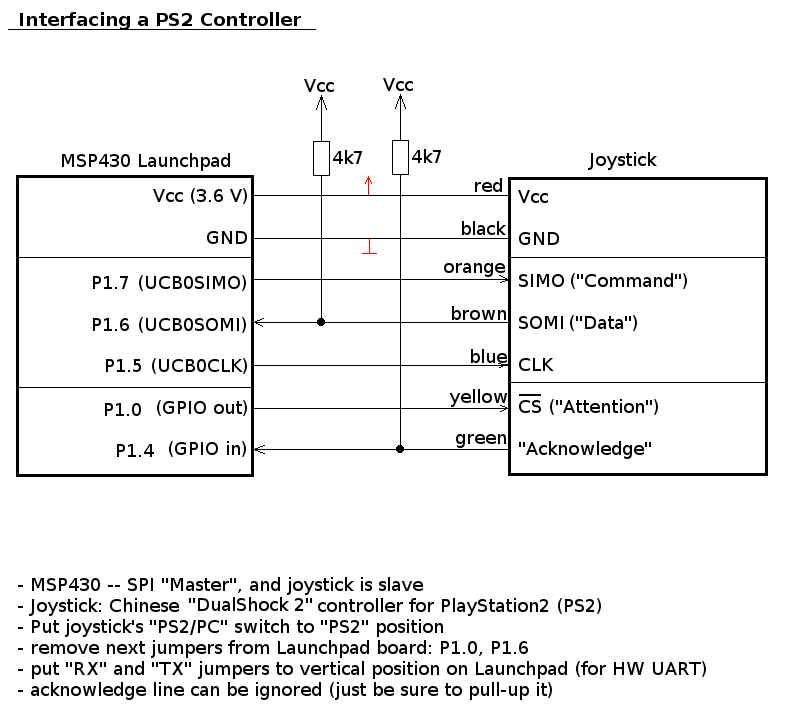 Interfacing a PS2 Controller
Vcc Vcc
4k7 4k7
MSP430 Launchpad
Joystick
Vcc (3.6 V) red Vcc
GND black GND
P1.7 (UCB0SIMO) orange SIMO ("Command")
P1.6 (UCB0SOMI) brown SOMI ("Data")
P1.5 (UCB0CLK) blue CLK
P1.0 (GPIO out) yellow CS ("Attention")
P1.4 (GPIO in) green "Acknowledge"
- MSP430 -- SPI "Master", and joystick is slave
- Joystick: Chinese "DualShock 2" controller for PlayStation2 (PS2)
- Put joystick's "PS2/PC" switch to "PS2" position
- remove next jumpers from Launchpad board: P1.0, P1.6
- put "RX" and "TX" jumpers to vertical position on Launchpad (for HW UART)
- acknowledge line can be ignored (just be sure to pull-up it)